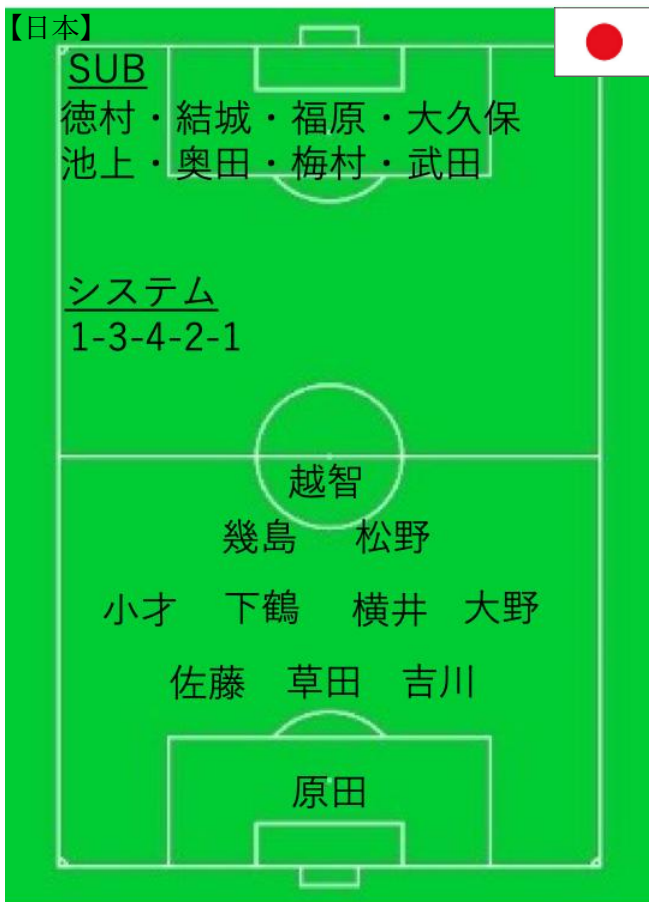 【日本】
SUB
徳村・結城・福原・大久保
池上・奥田・梅村・武田
システム
1-3-4-2-1
越智
幾島 松野
小才 下鶴 横井 大野
佐藤 草田 吉川
原田